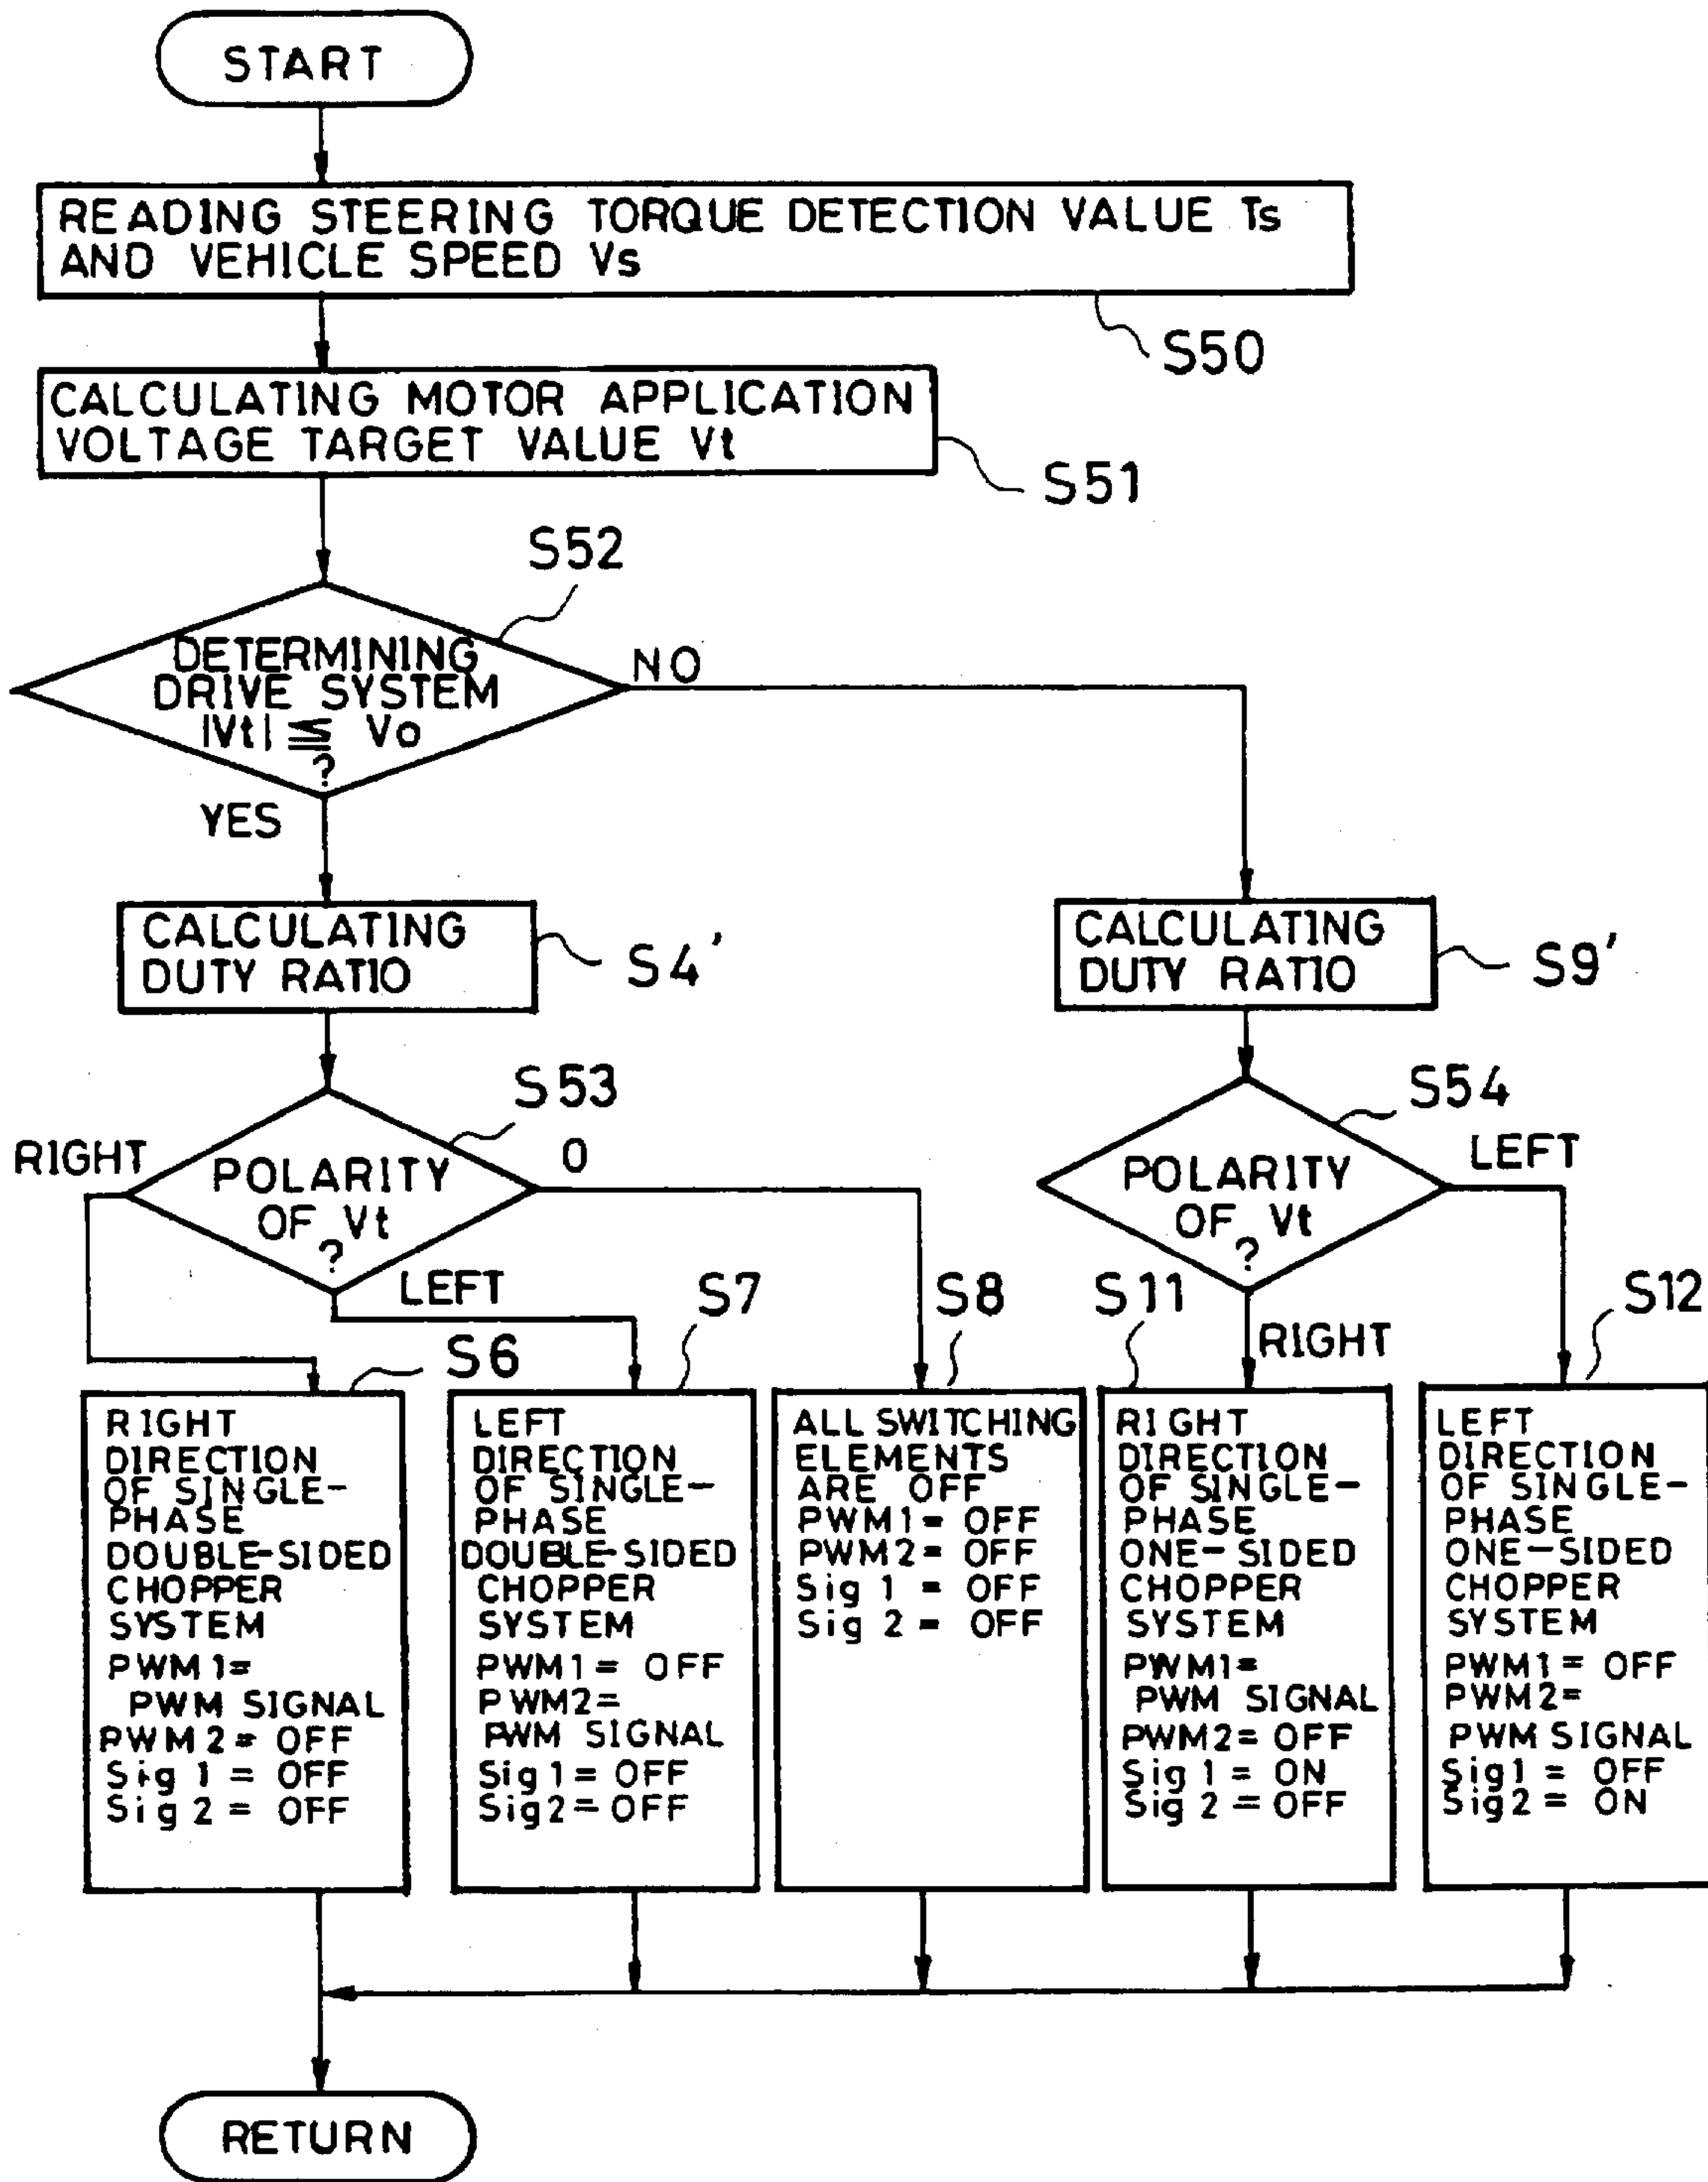 START
READING STEERING TORQUE DETECTION VALUE Ts
AND VEHICLE SPEED Vs
S50
CALCULATING MOTOR APPLICATION
VOLTAGE TARGET VALUE Vt
S51
S52
DETERMINING
DRIVE SYSTEM
|Vt| ≦ Vo
?
NO
YES
CALCULATING
DUTY RATIO
S4'
CALCULATING
DUTY RATIO
S9'
S53
RIGHT
POLARITY
OF Vt
?
0
LEFT
S54
POLARITY
OF Vt
?
LEFT
RIGHT
S6
RIGHT
DIRECTION
OF SINGLE-
PHASE
DOUBLE-SIDED
CHOPPER
SYSTEM
PWM1=
PWM SIGNAL
PWM2= OFF
Sig 1 = OFF
Sig 2 = OFF
S7
LEFT
DIRECTION
OF SINGLE-
PHASE
DOUBLE-SIDED
CHOPPER
SYSTEM
PWM1= OFF
PWM2=
PWM SIGNAL
Sig1= OFF
Sig2= OFF
S8
ALL SWITCHING
ELEMENTS
ARE OFF
PWM1= OFF
PWM2= OFF
Sig 1 = OFF
Sig 2 = OFF
S11
RIGHT
DIRECTION
OF SINGLE-
PHASE
ONE-SIDED
CHOPPER
SYSTEM
PWM1=
PWM SIGNAL
PWM2= OFF
Sig 1 = ON
Sig 2 = OFF
S12
LEFT
DIRECTION
OF SINGLE-
PHASE
ONE-SIDED
CHOPPER
SYSTEM
PWM1= OFF
PWM2=
PWM SIGNAL
Sig1 = OFF
Sig2 = ON
RETURN